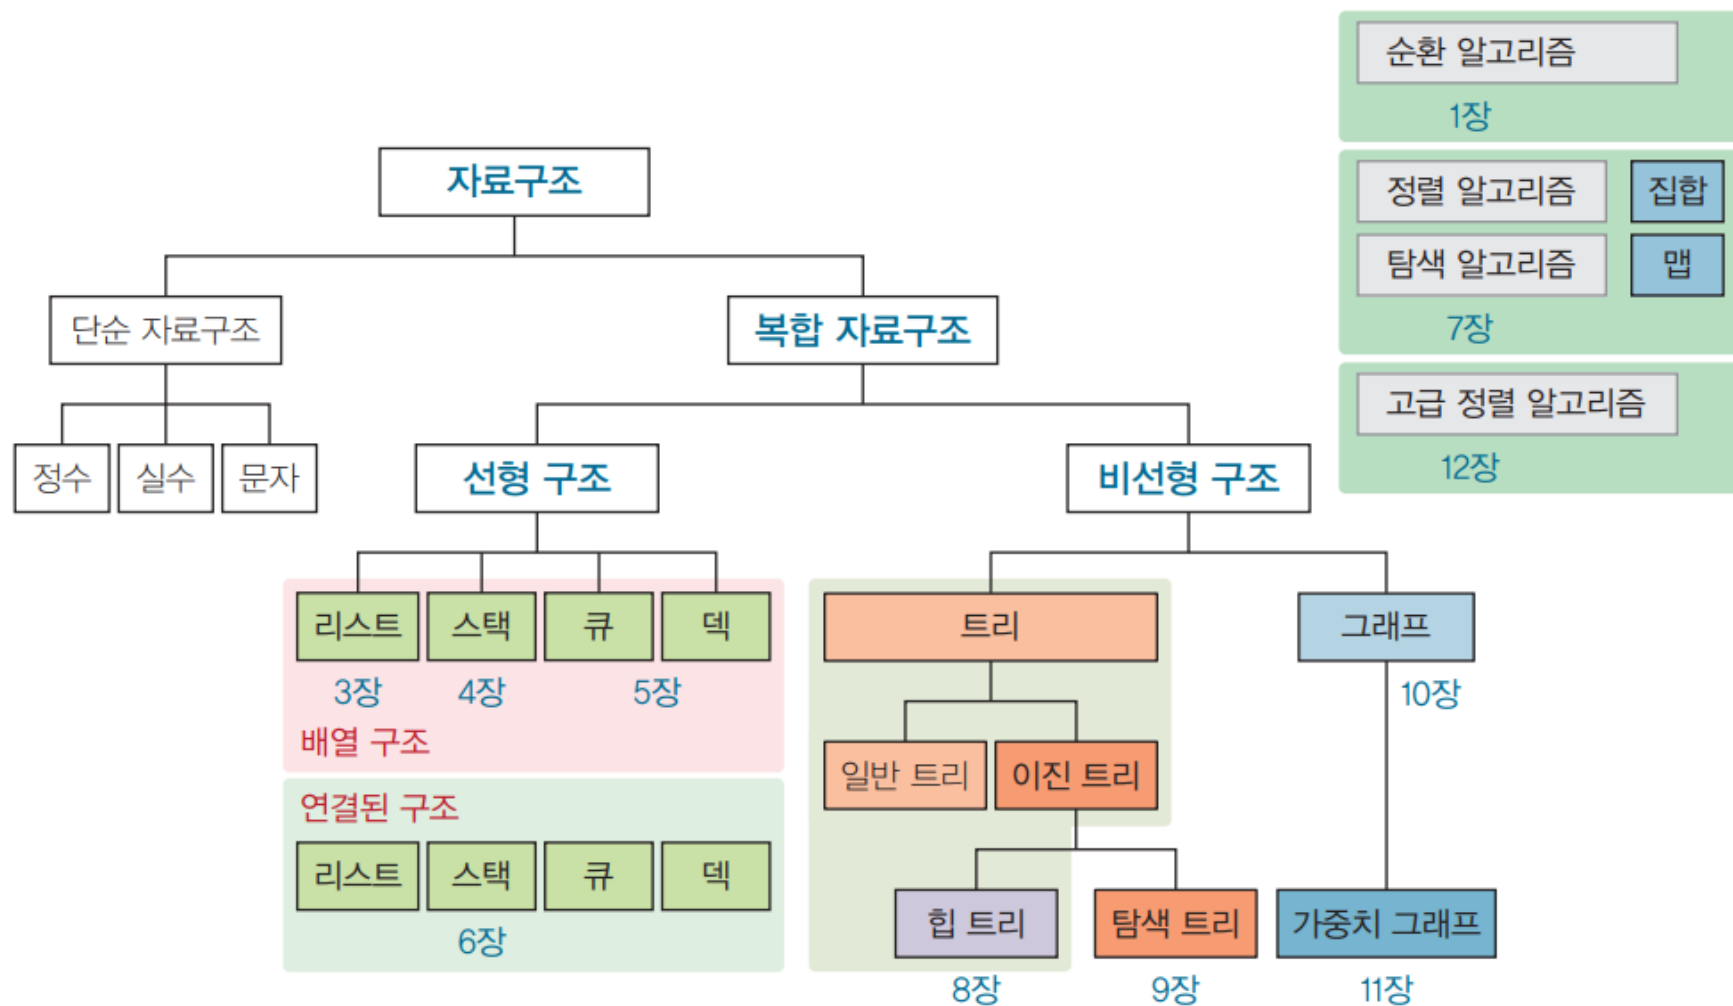 순환 알고리즘
1장
정렬 알고리즘
집합
탐색 알고리즘
맵
7장
고급 정렬 알고리즘
12장
자료구조
단순 자료구조
복합 자료구조
정수
실수
문자
선형 구조
비선형 구조
리스트
스택
큐
덱
3장
4장
5장
배열 구조
연결된 구조
리스트
스택
큐
덱
6장
트리
그래프
10장
일반 트리
이진 트리
힙 트리
탐색 트리
가중치 그래프
8장
9장
11장